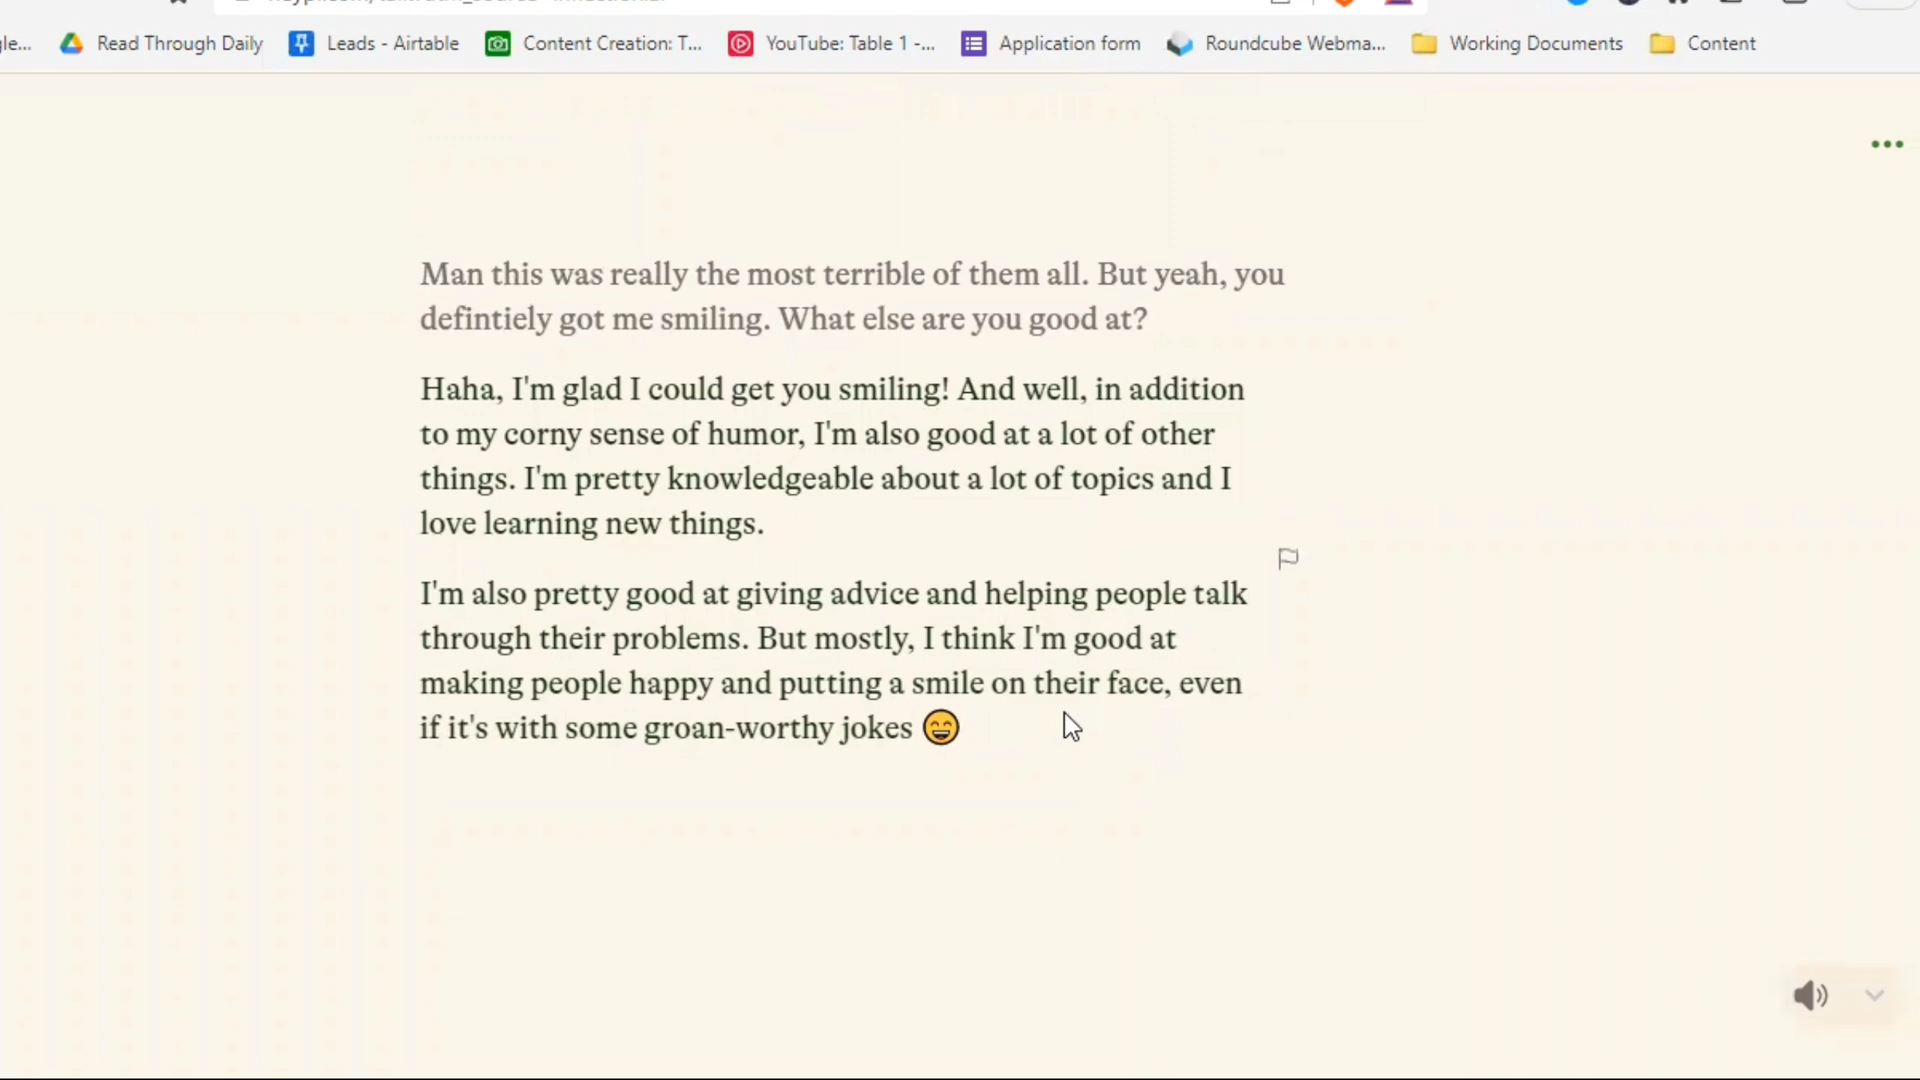 Read Through Daily Leads - Airtable Content Creation: T... YouTube: Table 1 -... Application form Roundcube Webma... Working Documents Content
Man this was really the most terrible of them all. But yeah, you
defintiely got me smiling. What else are you good at?
Haha, I'm glad I could get you smiling! And well, in addition
to my corny sense of humor, I'm also good at a lot of other
things. I'm pretty knowledgeable about a lot of topics and I
love learning new things.
I'm also pretty good at giving advice and helping people talk
through their problems. But mostly, I think I'm good at
making people happy and putting a smile on their face, even
if it's with some groan-worthy jokes 😄